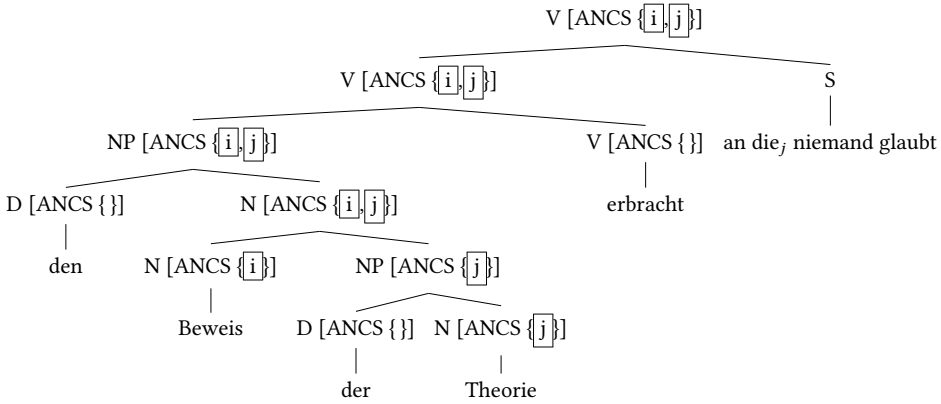 V [ANCS { i , j }]
V [ANCS { i , j }] S
NP [ANCS { i , j }] V [ANCS { }] an die_j niemand glaubt
D [ANCS { }] N [ANCS { i , j }] erbracht
den N [ANCS { i }] NP [ANCS { j }]
Beweis D [ANCS { }] N [ANCS { j }]
der Theorie